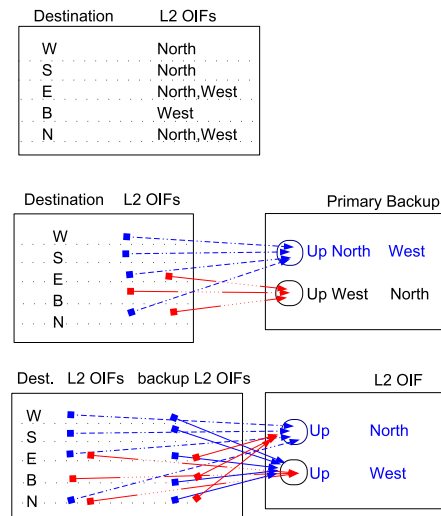 Destination L2 OIFs
W North
S North
E North,West
B West
N North,West
Destination L2 OIFs Primary Backup
W
S
E
B
N
Up North West
Up West North
Dest. L2 OIFs backup L2 OIFs L2 OIF
W
S
E
B
N
Up North
Up West